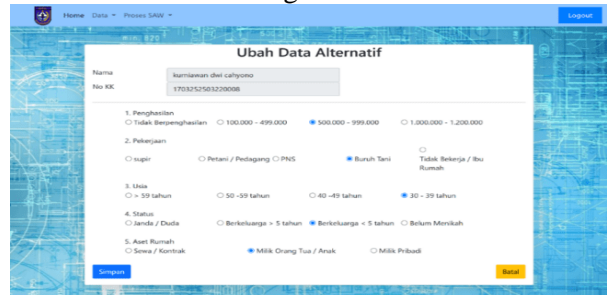 Home Data Proses SAW Logout
Ubah Data Alternatif
Nama kurniawan dwi cahyono
No KK 1703252503220008
1. Penghasilan
Tidak Berpenghasilan 100.000 - 499.000 500.000 - 999.000 1.000.000 - 1.200.000
2. Pekerjaan
supir Petani / Pedagang PNS Buruh Tani Tidak Bekerja / Ibu
Rumah
3. Usia
> 59 tahun 50 -59 tahun 40 -49 tahun 30 - 39 tahun
4. Status
Janda / Duda Berkeluarga > 5 tahun Berkeluarga < 5 tahun Belum Menikah
5. Aset Rumah
Sewa / Kontrak Milik Orang Tua / Anak Milik Pribadi
Simpan Batal